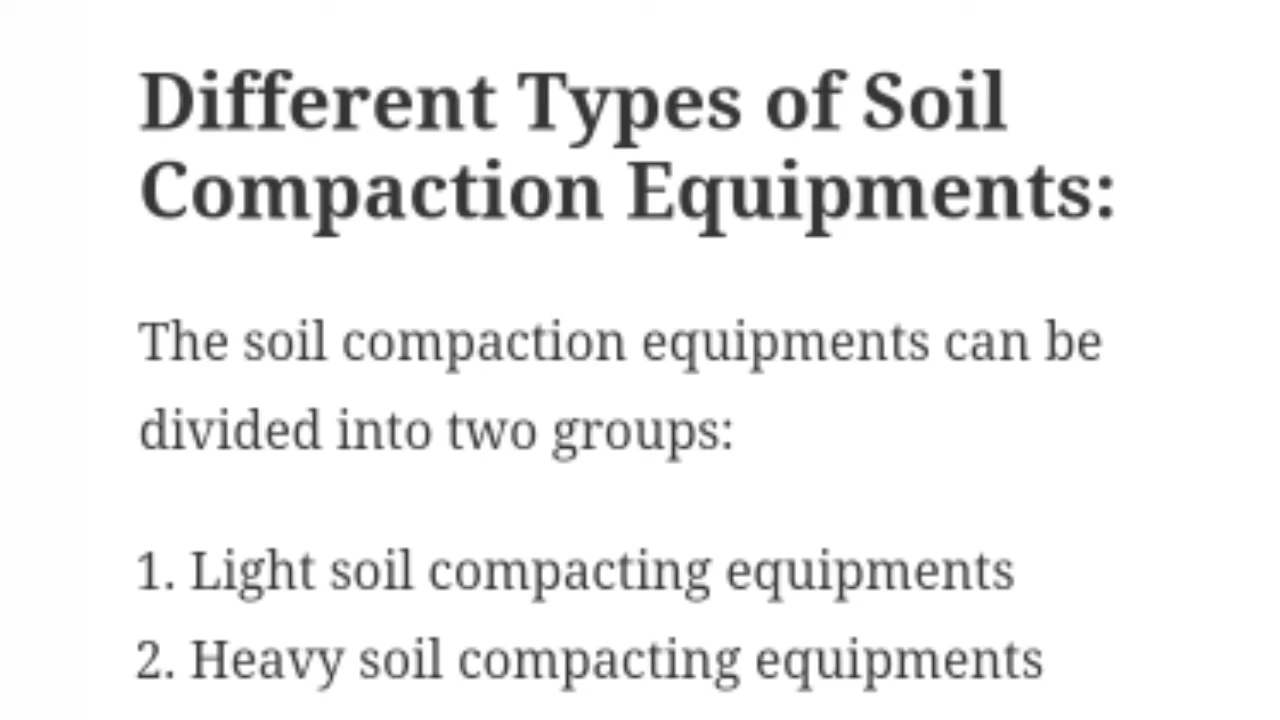 Different Types of Soil
Compaction Equipments:
The soil compaction equipments can be
divided into two groups:
1. Light soil compacting equipments
2. Heavy soil compacting equipments